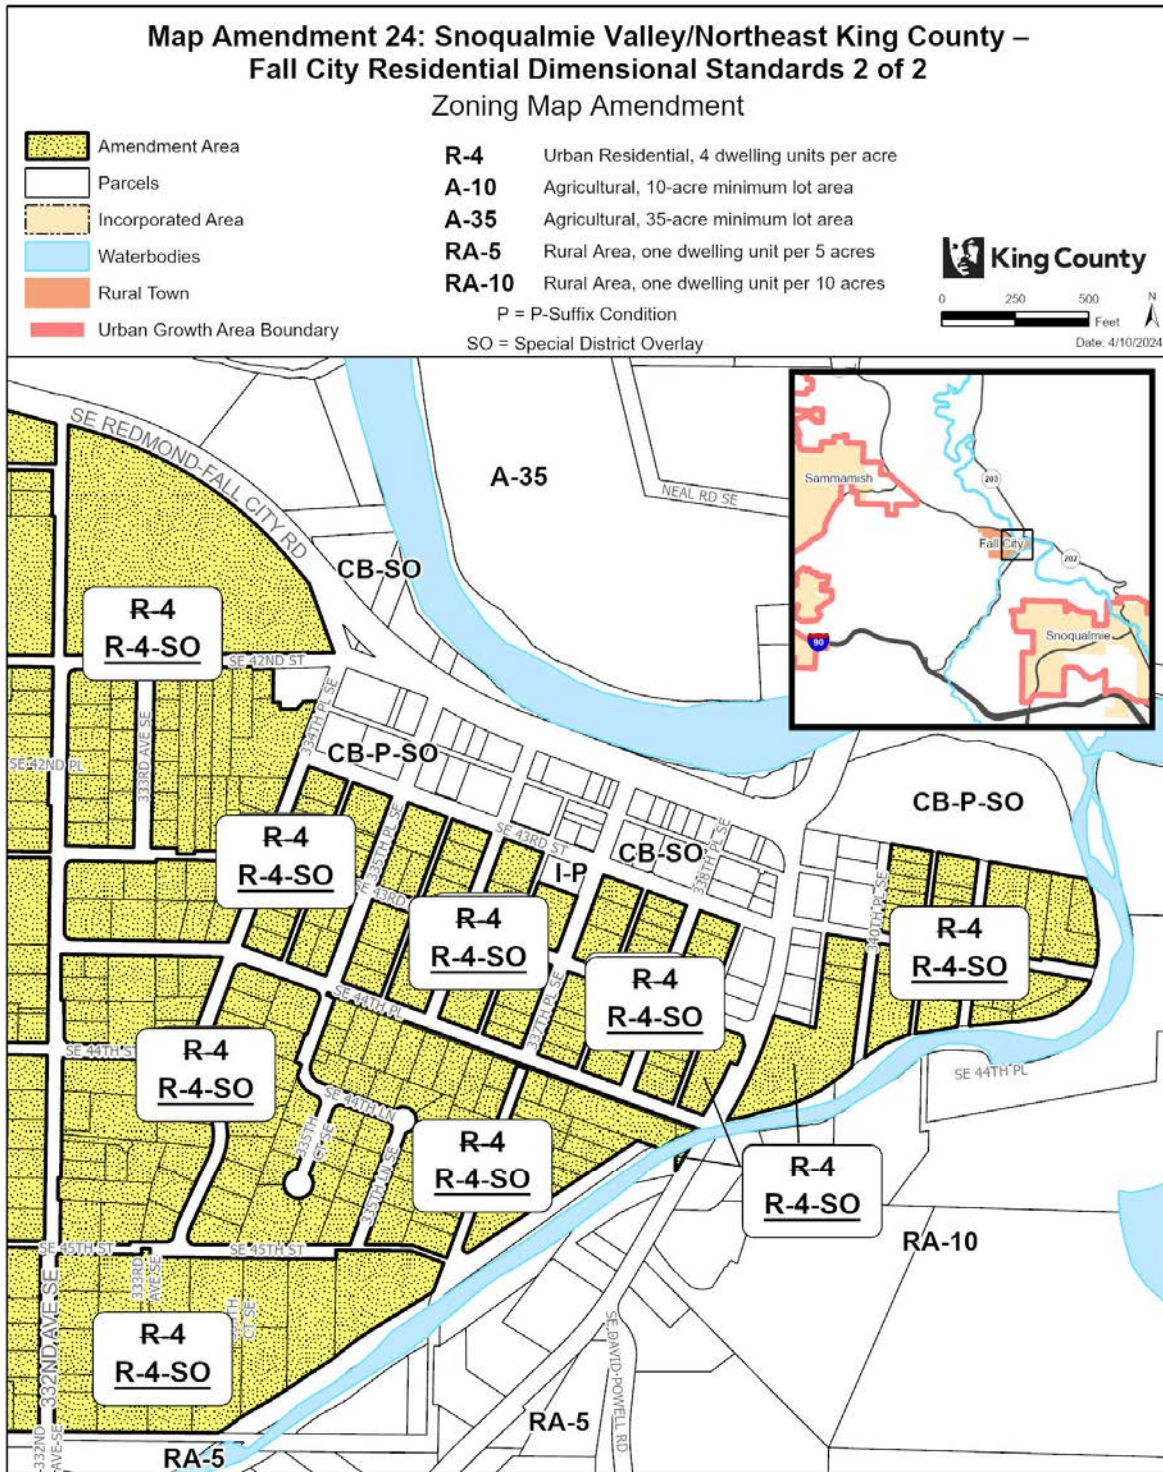 Map Amendment 24: Snoqualmie Valley/Northeast King County –
Fall City Residential Dimensional Standards 2 of 2
Zoning Map Amendment
Amendment Area
Parcels
Incorporated Area
Waterbodies
Rural Town
Urban Growth Area Boundary
R-4 Urban Residential, 4 dwelling units per acre
A-10 Agricultural, 10-acre minimum lot area
A-35 Agricultural, 35-acre minimum lot area
RA-5 Rural Area, one dwelling unit per 5 acres
RA-10 Rural Area, one dwelling unit per 10 acres
P = P-Suffix Condition
SO = Special District Overlay
King County
0 250 500
Feet
N
Date: 4/10/2024
SE REDMOND-FALL CITY RD
A-35
NEAL RD SE
Sammamish
203
Fall City
202
Snoqualmie
90
CB-SO
R-4
R-4-SO
SE 42ND ST
334TH PL SE
SE 42ND PL
333RD AVE SE
CB-P-SO
CB-P-SO
R-4
R-4-SO
335TH PL SE
SE 43RD ST
I-P
CB-SO
338TH PL SE
SE 43RD
R-4
R-4-SO
340TH PL SE
R-4
R-4-SO
R-4
R-4-SO
337TH PL SE
SE 44TH PL
SE 44TH ST
R-4
R-4-SO
SE 44TH PL
SE 44TH LN
335TH
CT SE
335TH LN SE
R-4
R-4-SO
R-4
R-4-SO
SE 45TH ST
SE 45TH ST
RA-10
333RD
AVE SE
332ND AVE SE
TH
CT SE
R-4
R-4-SO
SE DAVID-POWELL RD
RA-5
332ND
AVE SE
RA-5